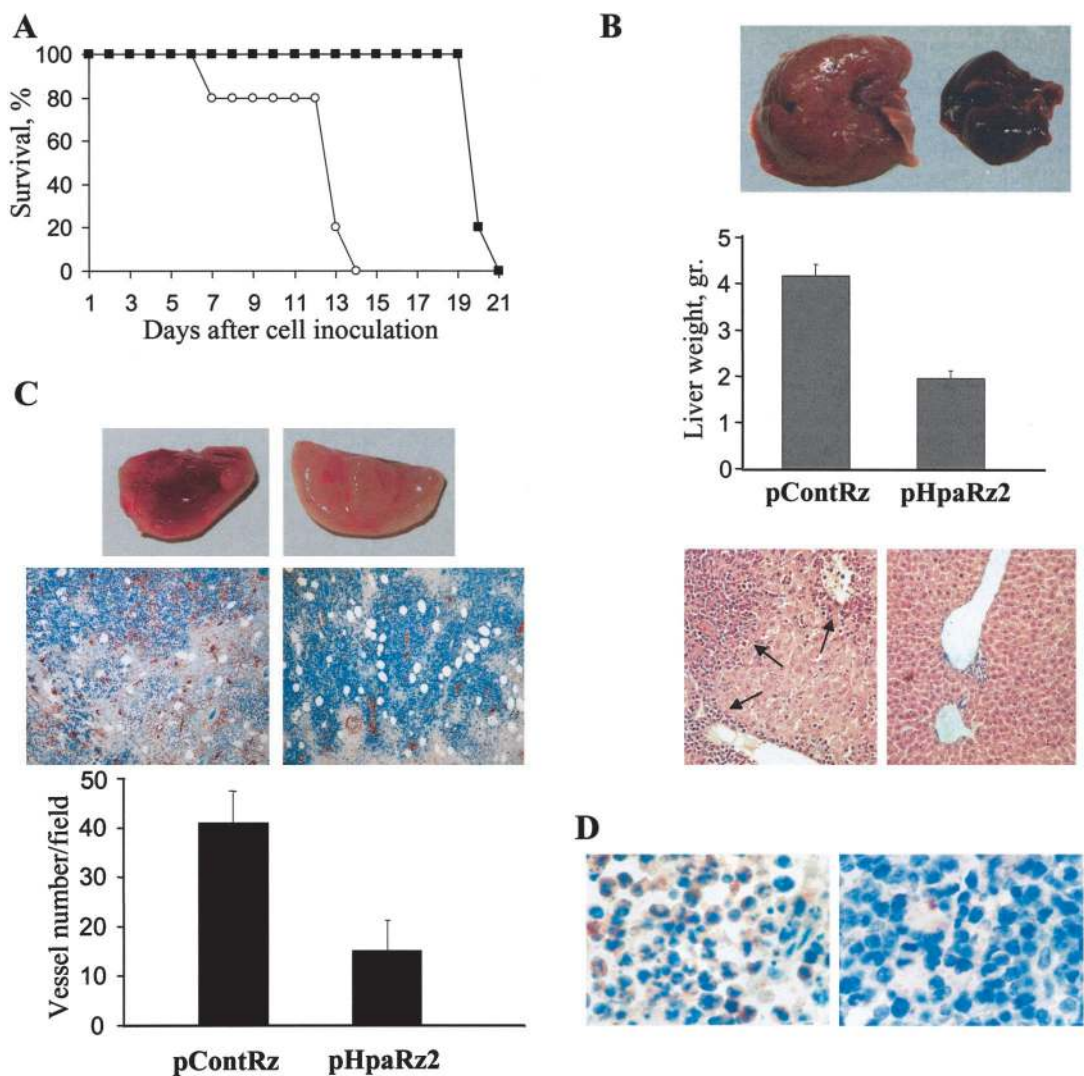 A
100
80
60
40
20
0
Survival, %
1 3 5 7 9 11 13 15 17 19 21
Days after cell inoculation
B
5
4
3
2
1
0
Liver weight, gr.
pContRz pHpaRz2
C
50
40
30
20
10
0
Vessel number/field
pContRz pHpaRz2
D